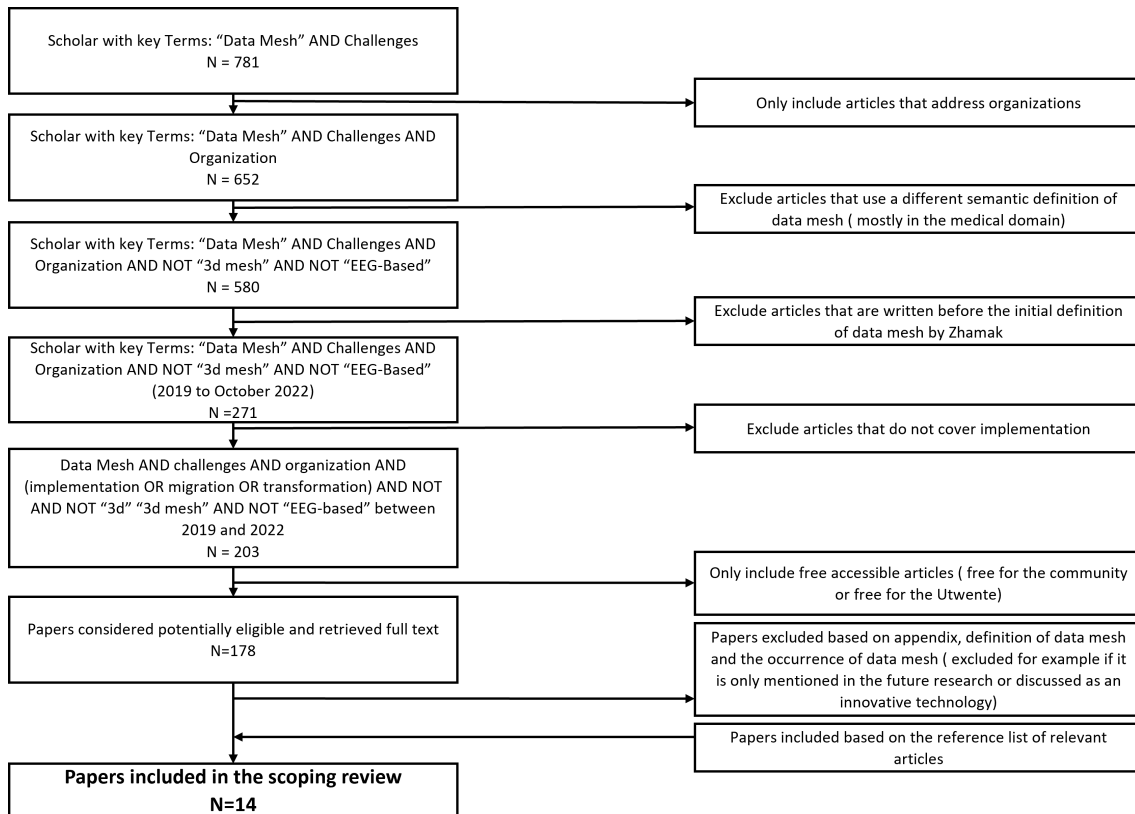 Scholar with key Terms: “Data Mesh” AND Challenges
N = 781
Only include articles that address organizations
Scholar with key Terms: “Data Mesh” AND Challenges AND
Organization
N = 652
Exclude articles that use a different semantic definition of
data mesh ( mostly in the medical domain)
Scholar with key Terms: “Data Mesh” AND Challenges AND
Organization AND NOT “3d mesh” AND NOT “EEG-Based”
N = 580
Exclude articles that are written before the initial definition
of data mesh by Zhamak
Scholar with key Terms: “Data Mesh” AND Challenges AND
Organization AND NOT “3d mesh” AND NOT “EEG-Based”
(2019 to October 2022)
N =271
Exclude articles that do not cover implementation
Data Mesh AND challenges AND organization AND
(implementation OR migration OR transformation) AND NOT
AND NOT “3d” “3d mesh” AND NOT “EEG-based” between
2019 and 2022
N = 203
Only include free accessible articles ( free for the community
or free for the Utwente)
Papers considered potentially eligible and retrieved full text
N=178
Papers excluded based on appendix, definition of data mesh
and the occurrence of data mesh ( excluded for example if it
is only mentioned in the future research or discussed as an
innovative technology)
Papers included based on the reference list of relevant
articles
Papers included in the scoping review
N=14